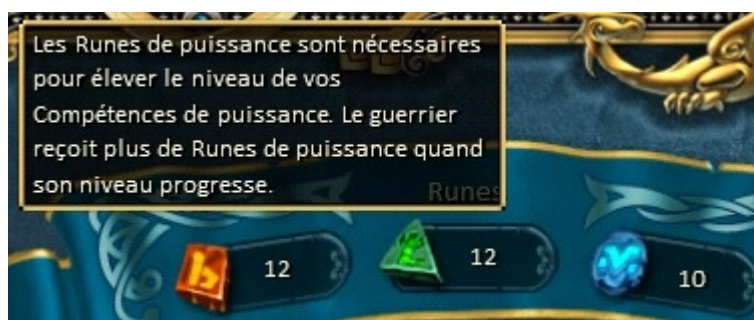 Les Runes de puissance sont nécessaires
pour élever le niveau de vos
Compétences de puissance. Le guerrier
reçoit plus de Runes de puissance quand
son niveau progresse.
Runes
12
12
10